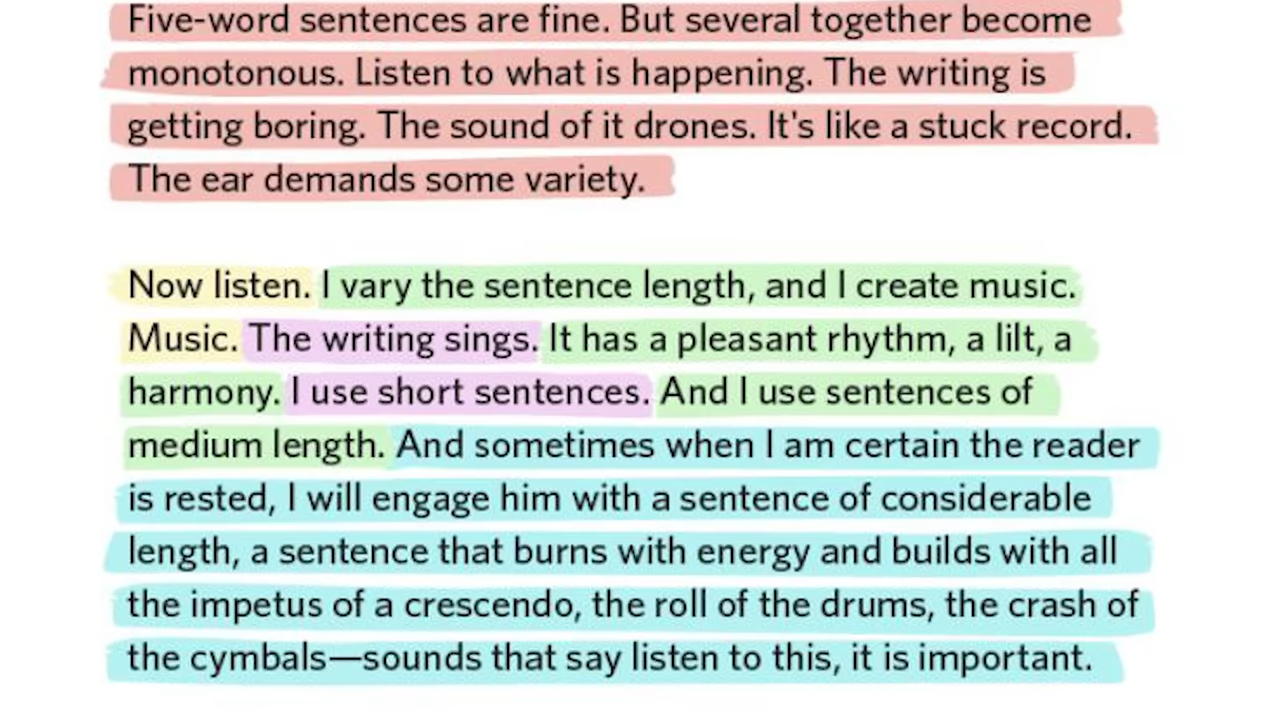 Five-word sentences are fine. But several together become
monotonous. Listen to what is happening. The writing is
getting boring. The sound of it drones. It's like a stuck record.
The ear demands some variety.
Now listen. I vary the sentence length, and I create music.
Music. The writing sings. It has a pleasant rhythm, a lilt, a
harmony. I use short sentences. And I use sentences of
medium length. And sometimes when I am certain the reader
is rested, I will engage him with a sentence of considerable
length, a sentence that burns with energy and builds with all
the impetus of a crescendo, the roll of the drums, the crash of
the cymbals—sounds that say listen to this, it is important.